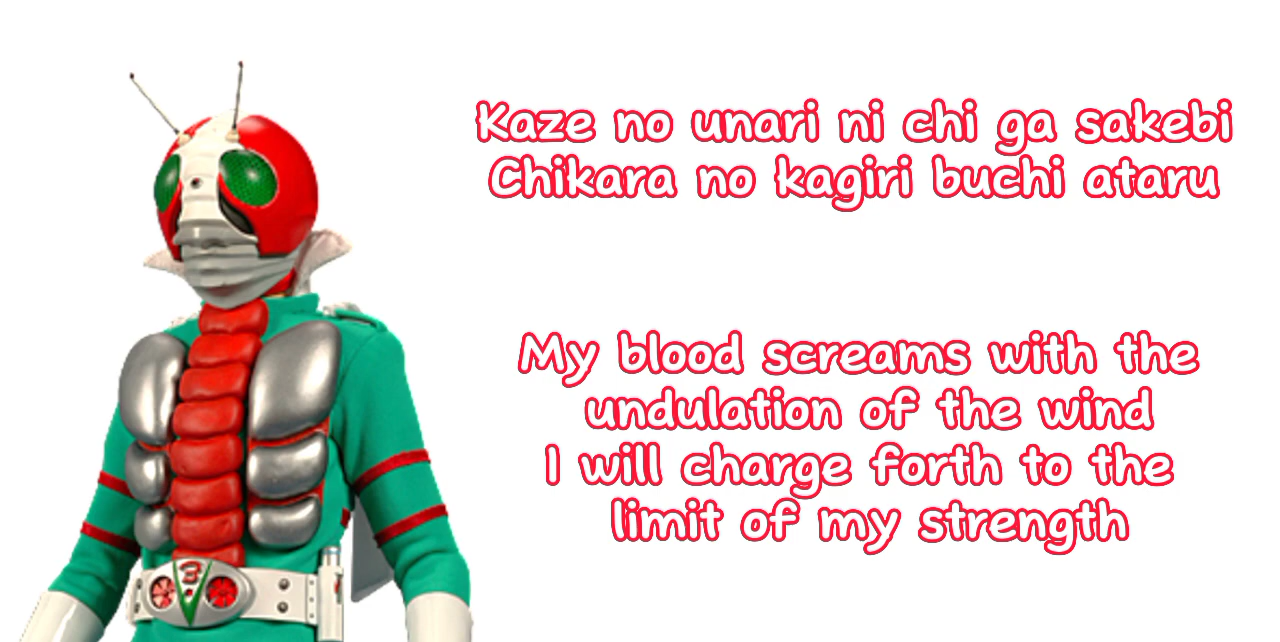 Kaze no unari ni chi ga sakebi
Chikara no kagiri buchi ataru
My blood screams with the
undulation of the wind
I will charge forth to the
limit of my strength
3
V